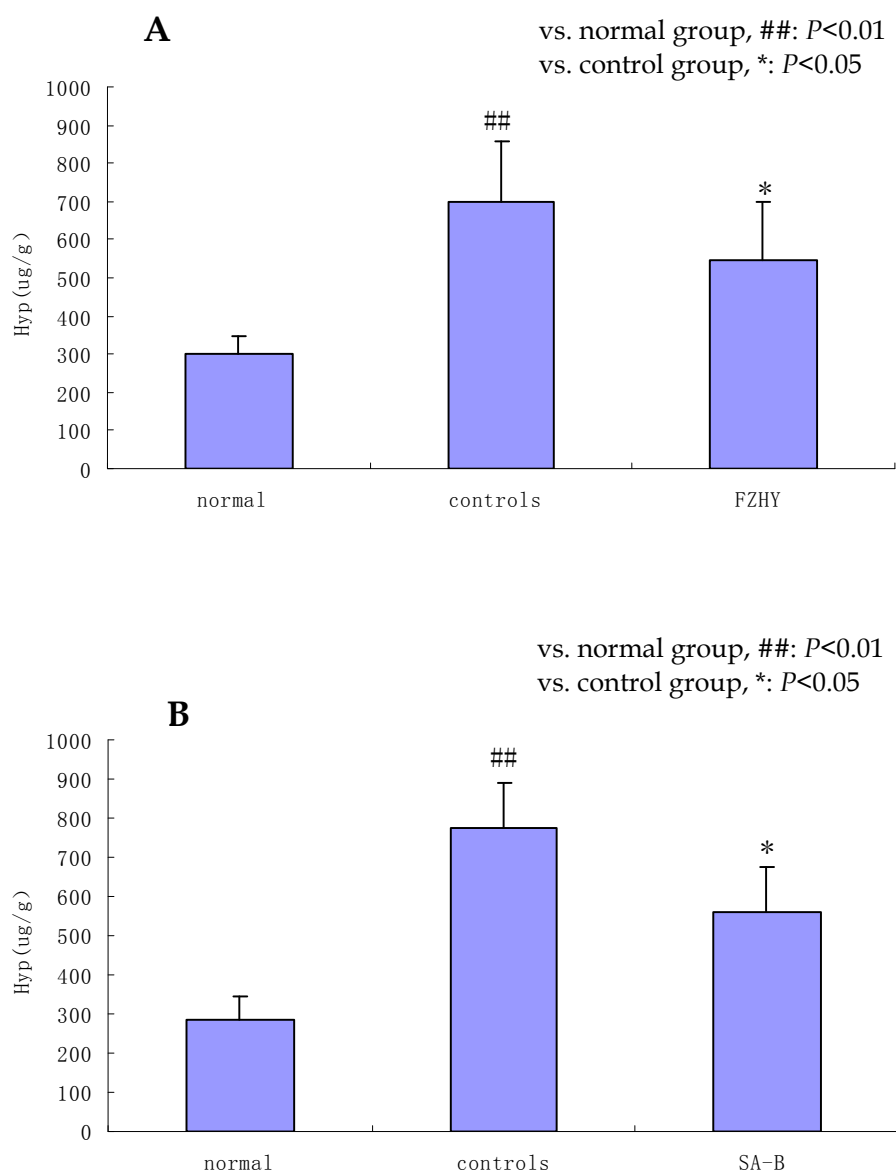 A
vs. normal group, ##: P<0.01
vs. control group, *: P<0.05
1000
900
800
700
600
500
400
300
200
100
0
Hyp(ug/g)
##
*
normal controls FZHY
vs. normal group, ##: P<0.01
vs. control group, *: P<0.05
B
1000
900
800
700
600
500
400
300
200
100
0
Hyp(ug/g)
##
*
normal controls SA-B